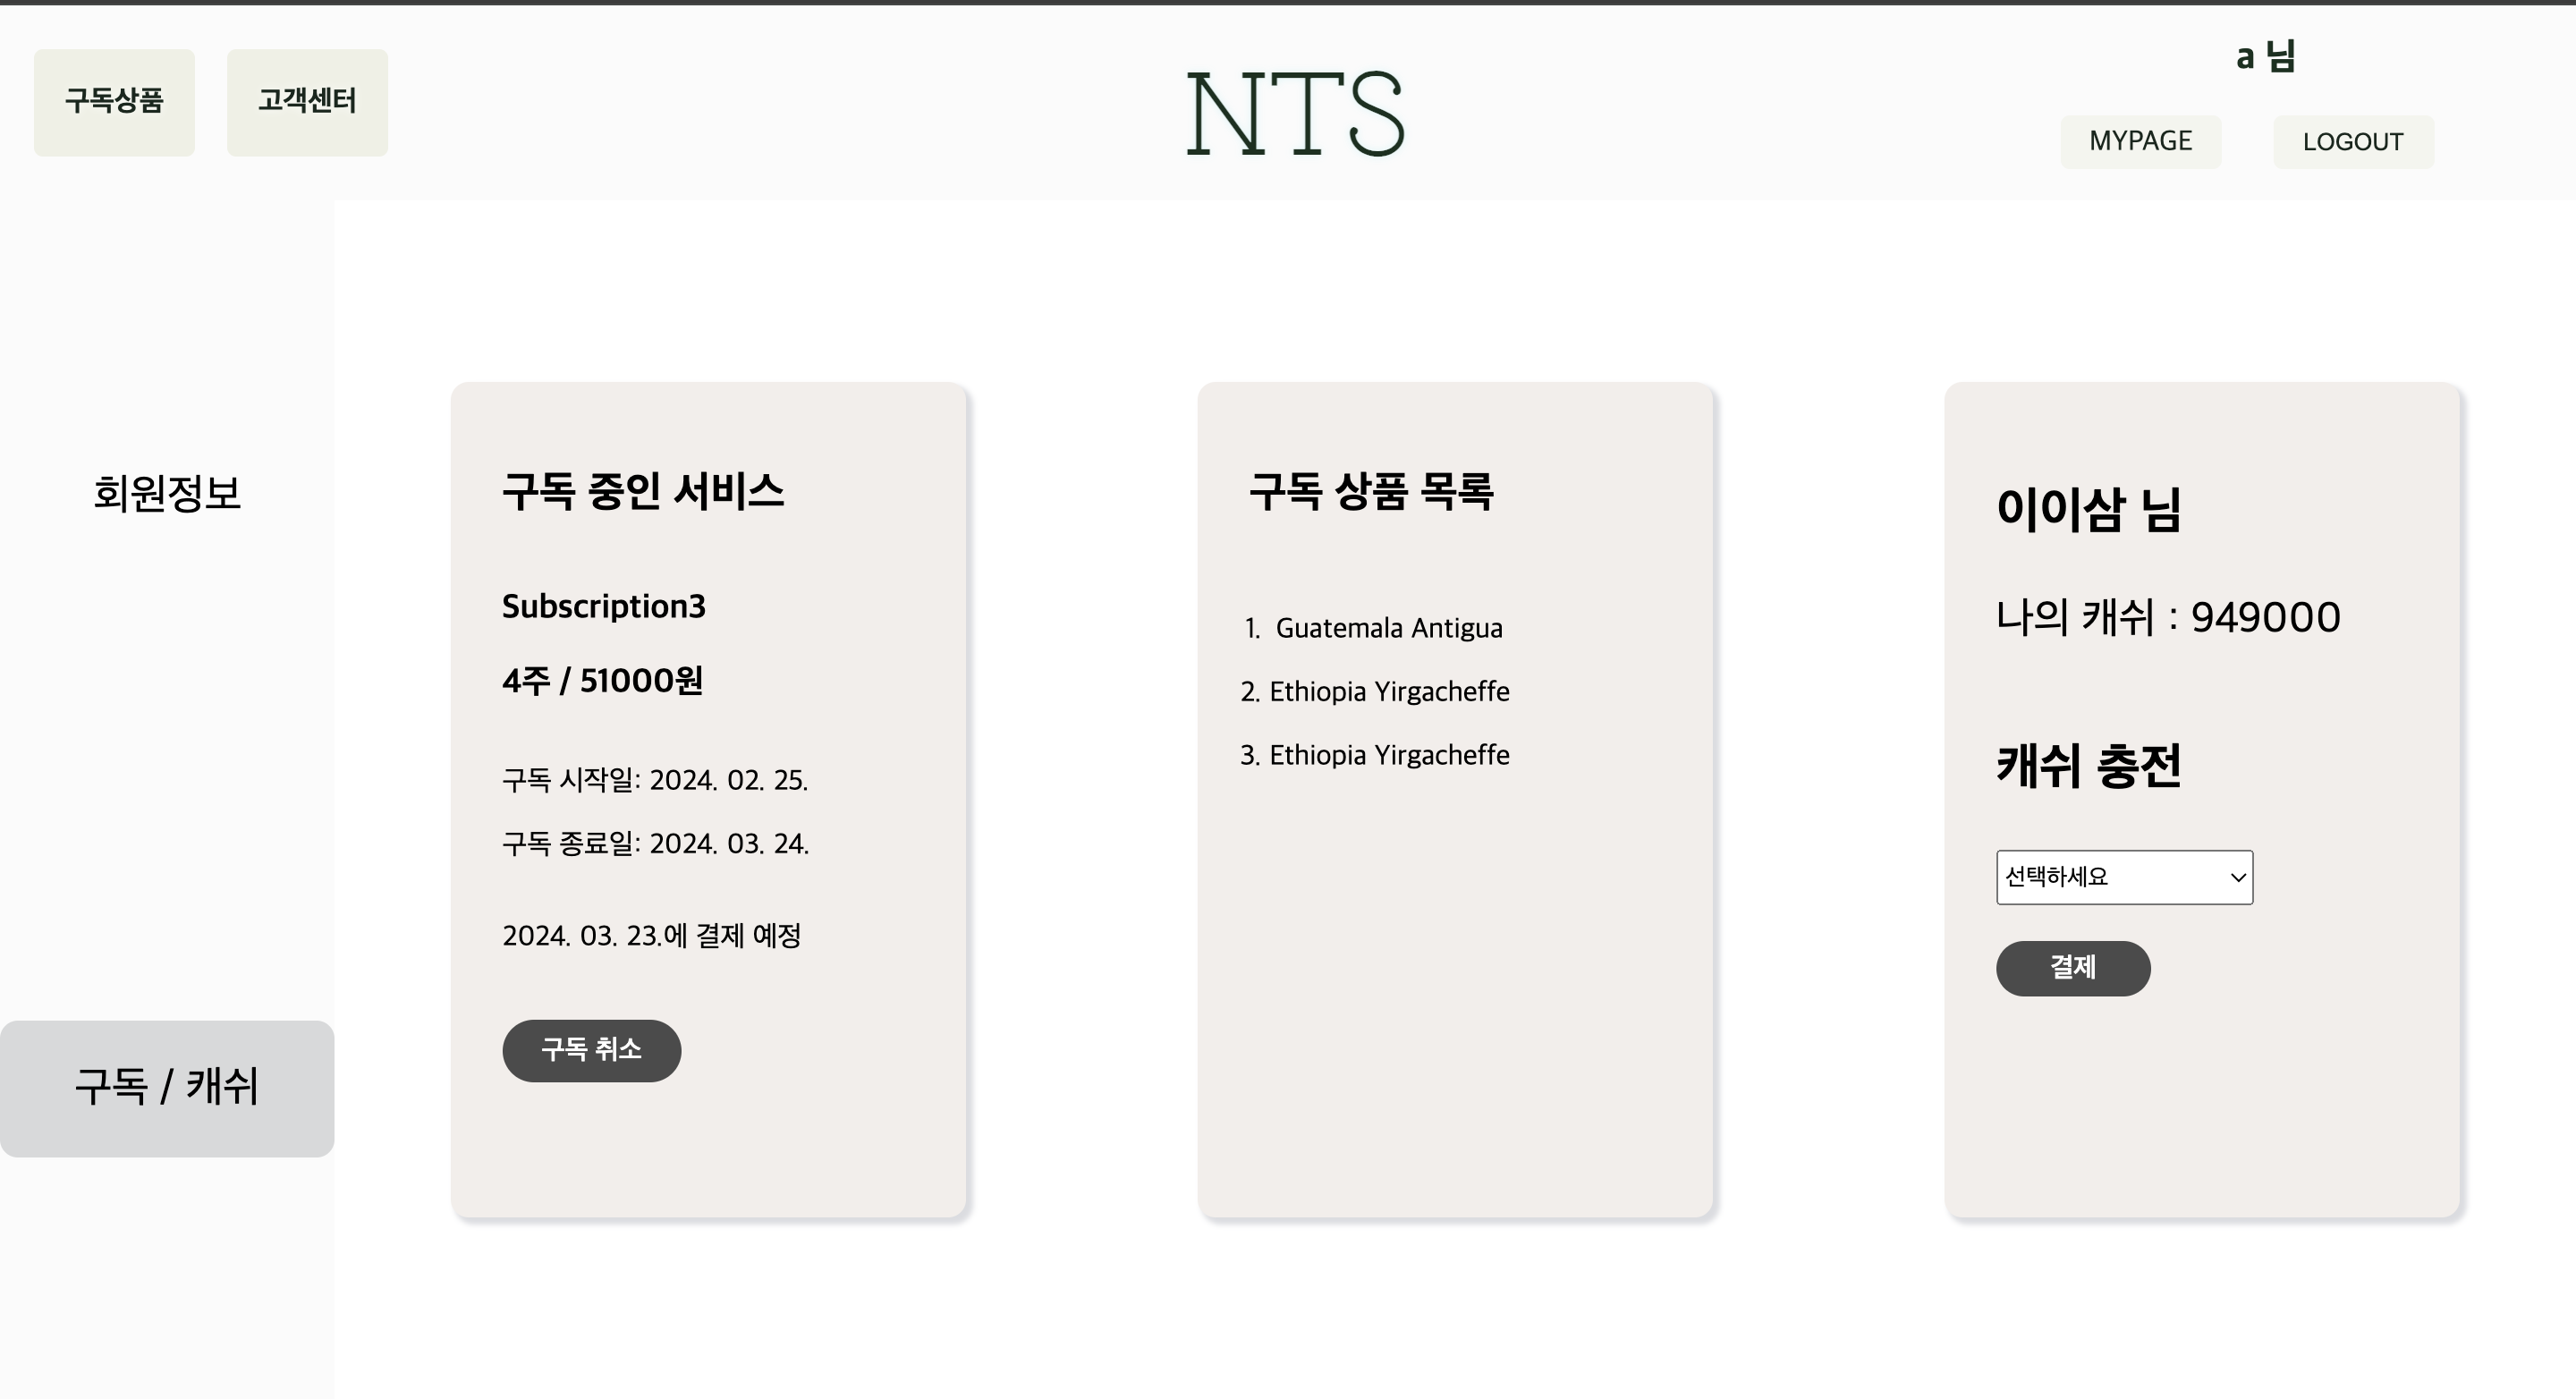 구독상품
고객센터
NTS
a 님
MYPAGE
LOGOUT
회원정보
구독 / 캐쉬
구독 중인 서비스
Subscription3
4주 / 51000원
구독 시작일: 2024. 02. 25.
구독 종료일: 2024. 03. 24.
2024. 03. 23.에 결제 예정
구독 취소
구독 상품 목록
1. Guatemala Antigua
2. Ethiopia Yirgacheffe
3. Ethiopia Yirgacheffe
이이삼 님
나의 캐쉬 : 949000
캐쉬 충전
선택하세요
결제